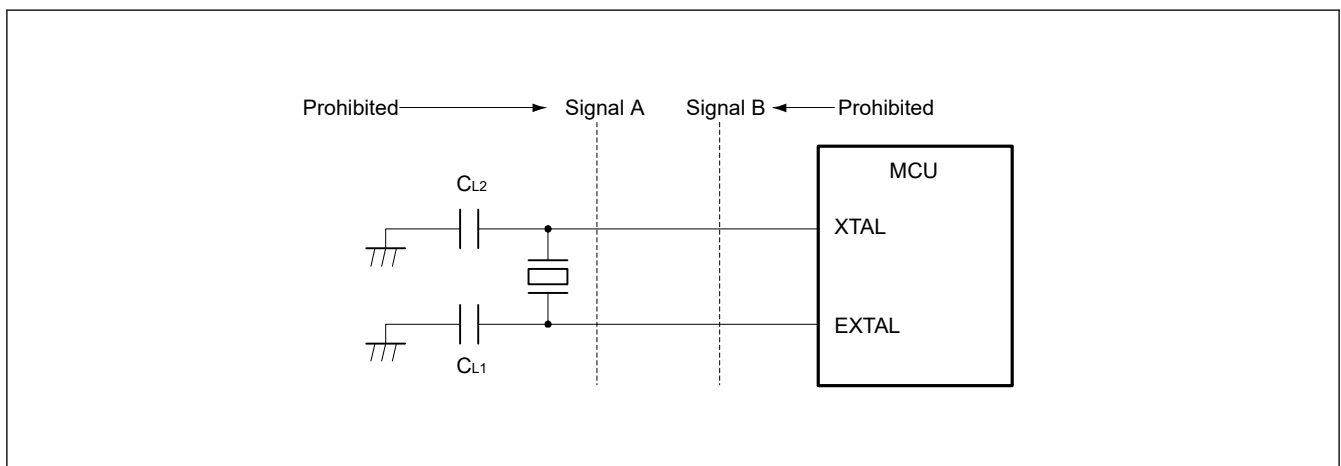 Prohibited Signal A Signal B Prohibited
MCU
CL2
XTAL
EXTAL
CL1